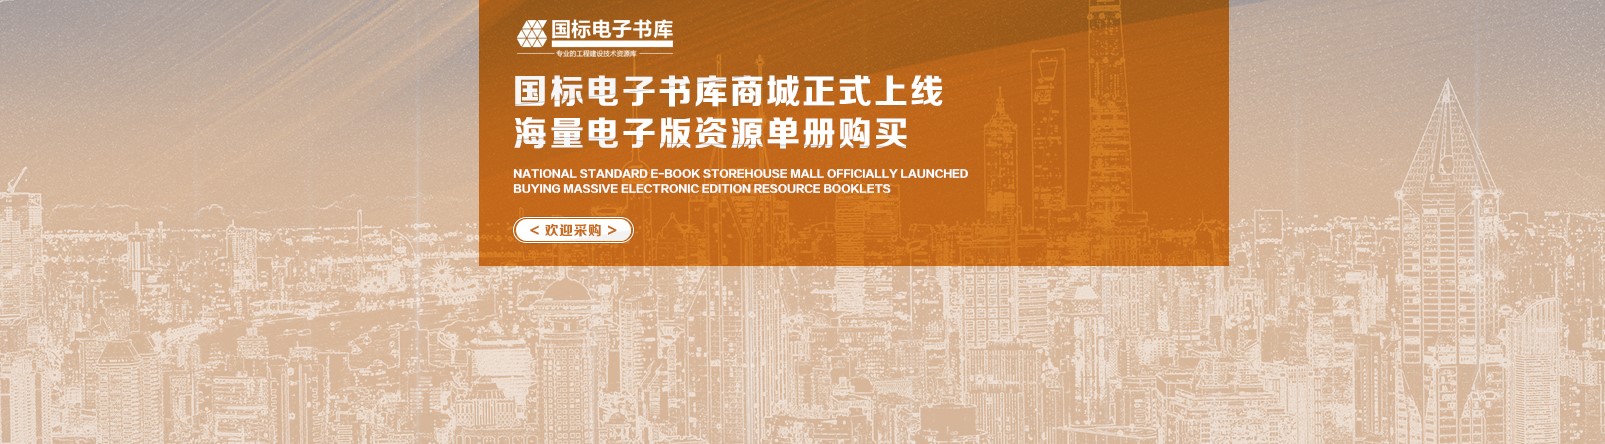 国标电子书库
专业的工程建设技术资源库
国标电子书库商城正式上线
海量电子版资源单册购买
NATIONAL STANDARD E-BOOK STOREHOUSE MALL OFFICIALLY LAUNCHED
BUYING MASSIVE ELECTRONIC EDITION RESOURCE BOOKLETS
< 欢迎采购 >